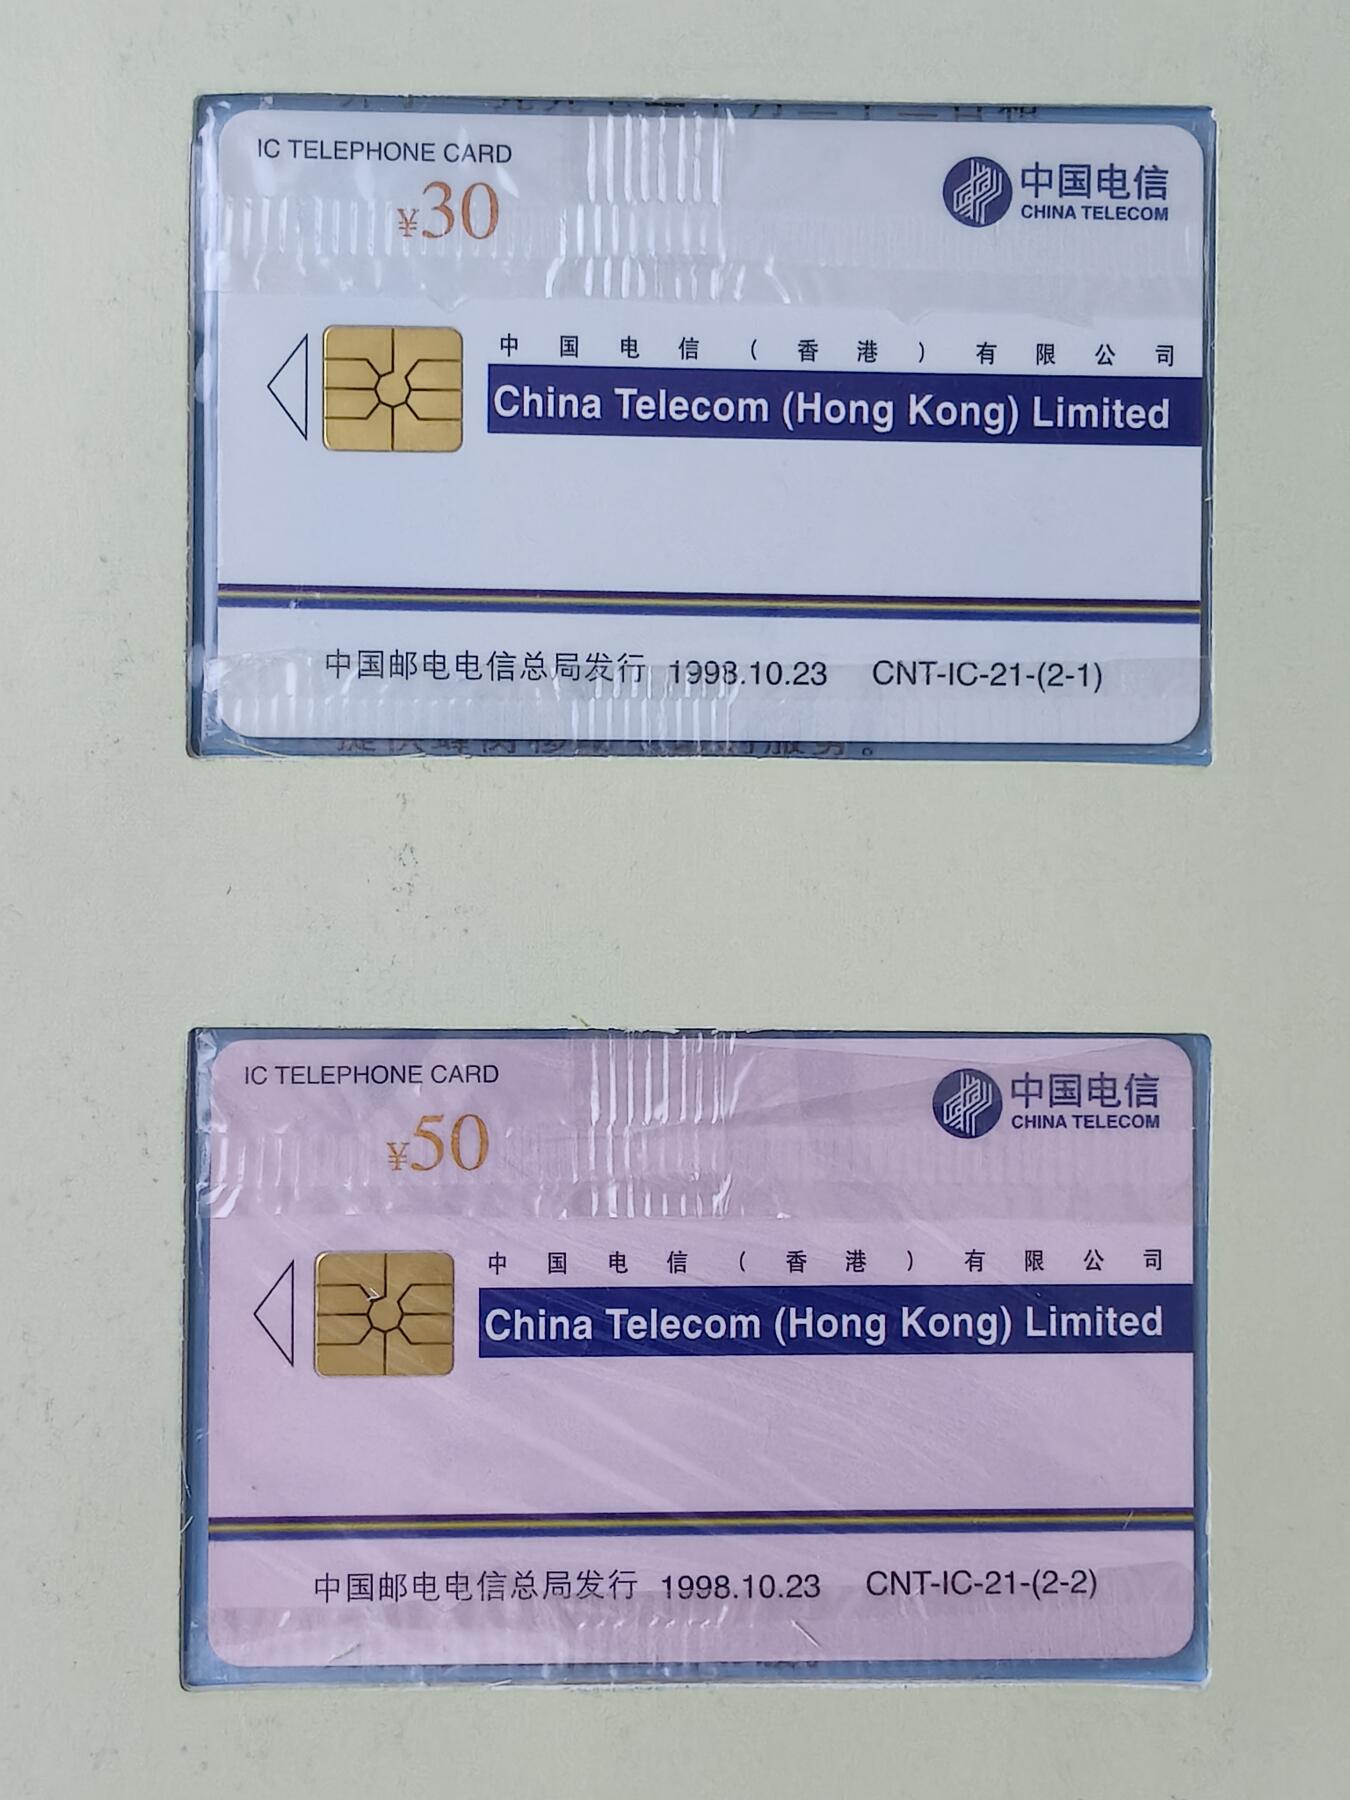 IC TELEPHONE CARD
¥30
中国电信
CHINA TELECOM
中国电信(香港)有限公司
China Telecom (Hong Kong) Limited
中国邮电电信总局发行 1998.10.23 CNT-IC-21-(2-1)
服务。
IC TELEPHONE CARD
¥50
中国电信
CHINA TELECOM
中国电信(香港)有限公司
China Telecom (Hong Kong) Limited
中国邮电电信总局发行 1998.10.23 CNT-IC-21-(2-2)